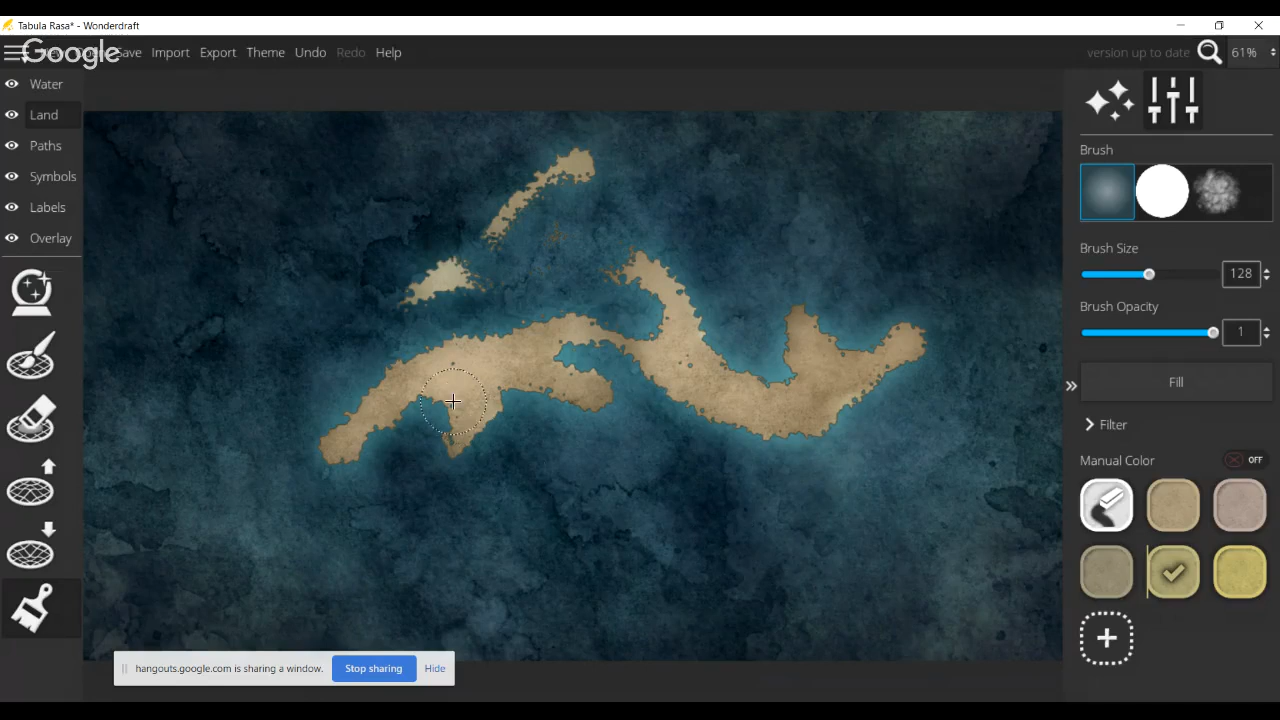 Tabula Rasa* - Wonderdraft
Google
Save Import Export Theme Undo Redo Help
version up to date
61%
Water
Land
Paths
Symbols
Labels
Overlay
Brush
Brush Size
128
Brush Opacity
1
Fill
Filter
Manual Color
OFF
hangouts.google.com is sharing a window.
Stop sharing
Hide